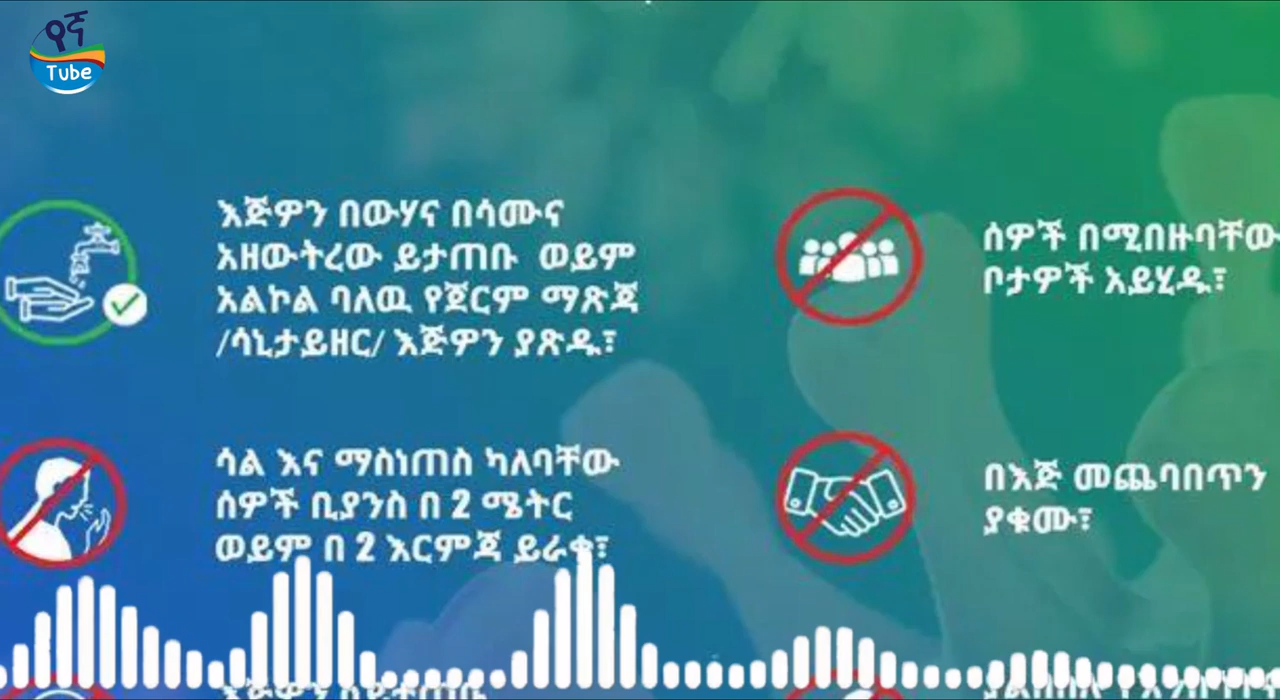 የኛ
Tube
እጅዎን በውሃና በሳሙና
አዘውትረው ይታጠቡ ወይም
አልኮል ባለዉ የጀርም ማጽጃ
/ሳኒታይዘር/ እጅዎን ያጽዱ፣
ሰዎች በሚበዙባቸው
ቦታዎች አይሂዱ፣
ሳል እና ማስነጠስ ካለባቸው
ሰዎች ቢያንስ በ 2 ሜትር
ወይም በ 2 እርምጃ ይራቁ፣
በእጅ መጨባበጥን
ያቁሙ፣
እጅዎን